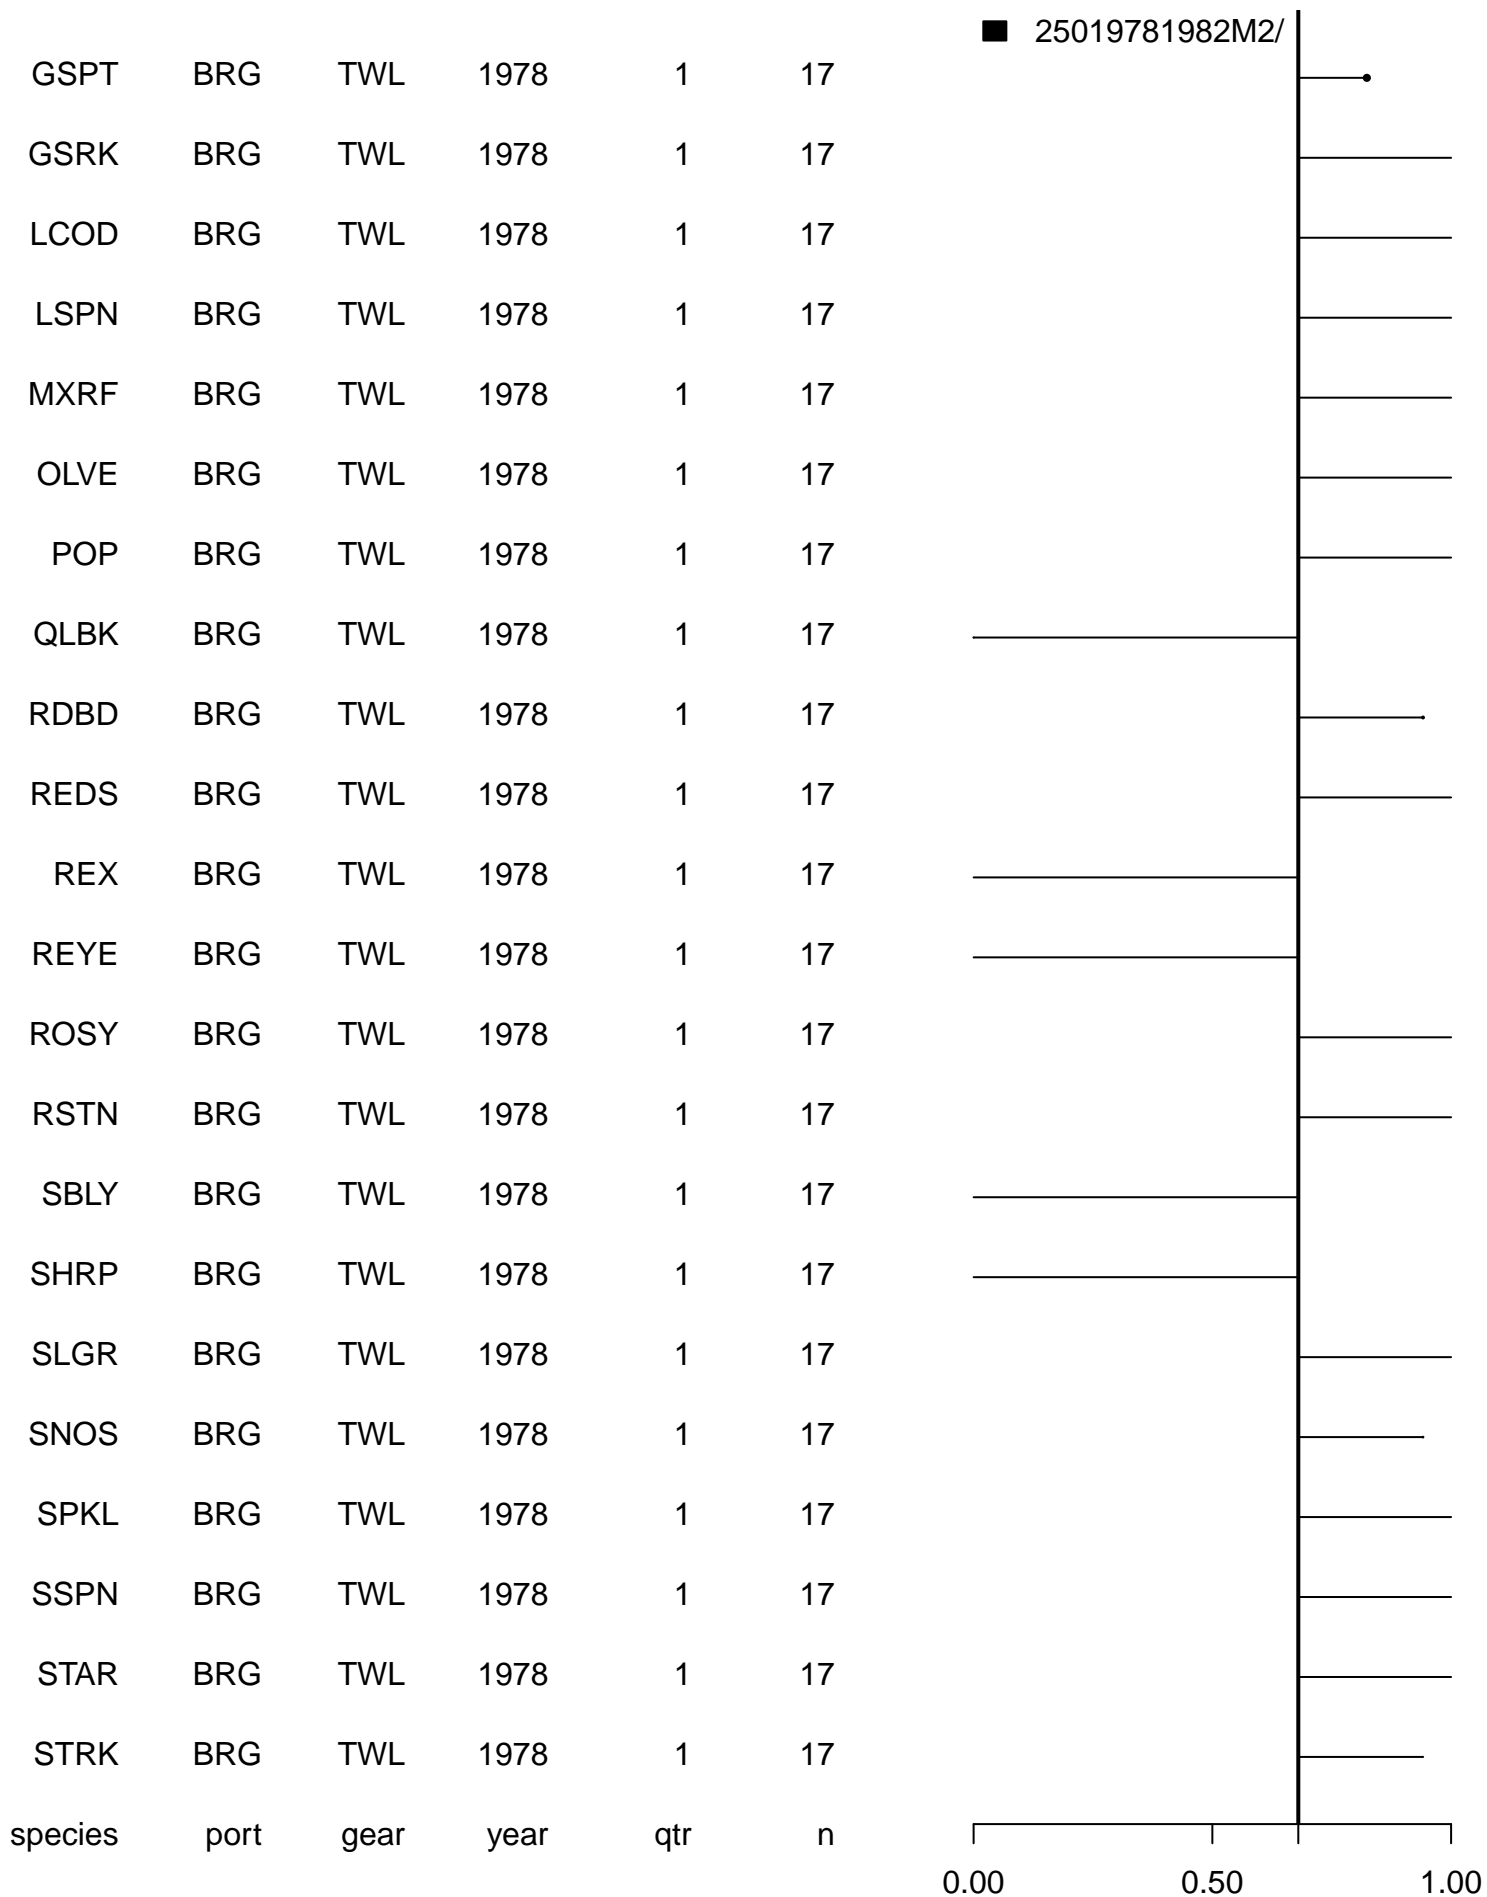 25019781982M2/
GSPT BRG TWL 1978 1 17
GSRK BRG TWL 1978 1 17
LCOD BRG TWL 1978 1 17
LSPN BRG TWL 1978 1 17
MXRF BRG TWL 1978 1 17
OLVE BRG TWL 1978 1 17
POP BRG TWL 1978 1 17
QLBK BRG TWL 1978 1 17
RDBD BRG TWL 1978 1 17
REDS BRG TWL 1978 1 17
REX BRG TWL 1978 1 17
REYE BRG TWL 1978 1 17
ROSY BRG TWL 1978 1 17
RSTN BRG TWL 1978 1 17
SBLY BRG TWL 1978 1 17
SHRP BRG TWL 1978 1 17
SLGR BRG TWL 1978 1 17
SNOS BRG TWL 1978 1 17
SPKL BRG TWL 1978 1 17
SSPN BRG TWL 1978 1 17
STAR BRG TWL 1978 1 17
STRK BRG TWL 1978 1 17
species port gear year qtr n
0.00 0.50 1.00